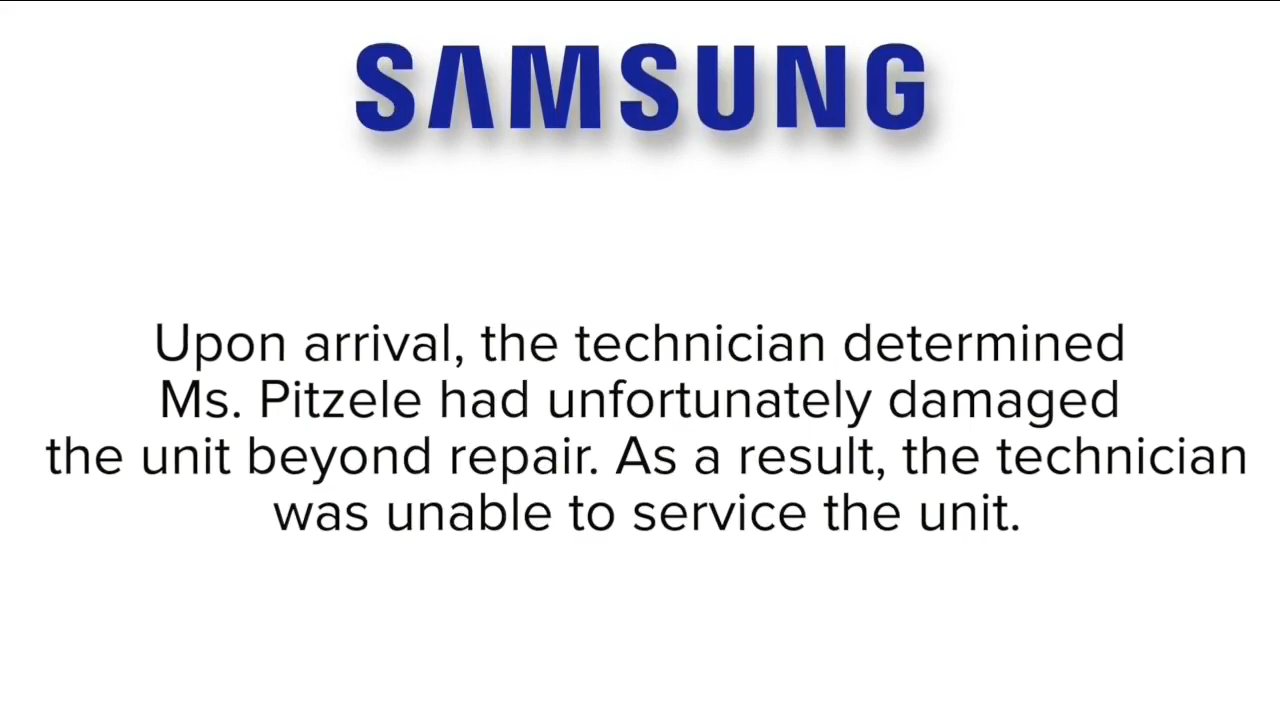 SAMSUNG
Upon arrival, the technician determined
Ms. Pitzele had unfortunately damaged
the unit beyond repair. As a result, the technician
was unable to service the unit.